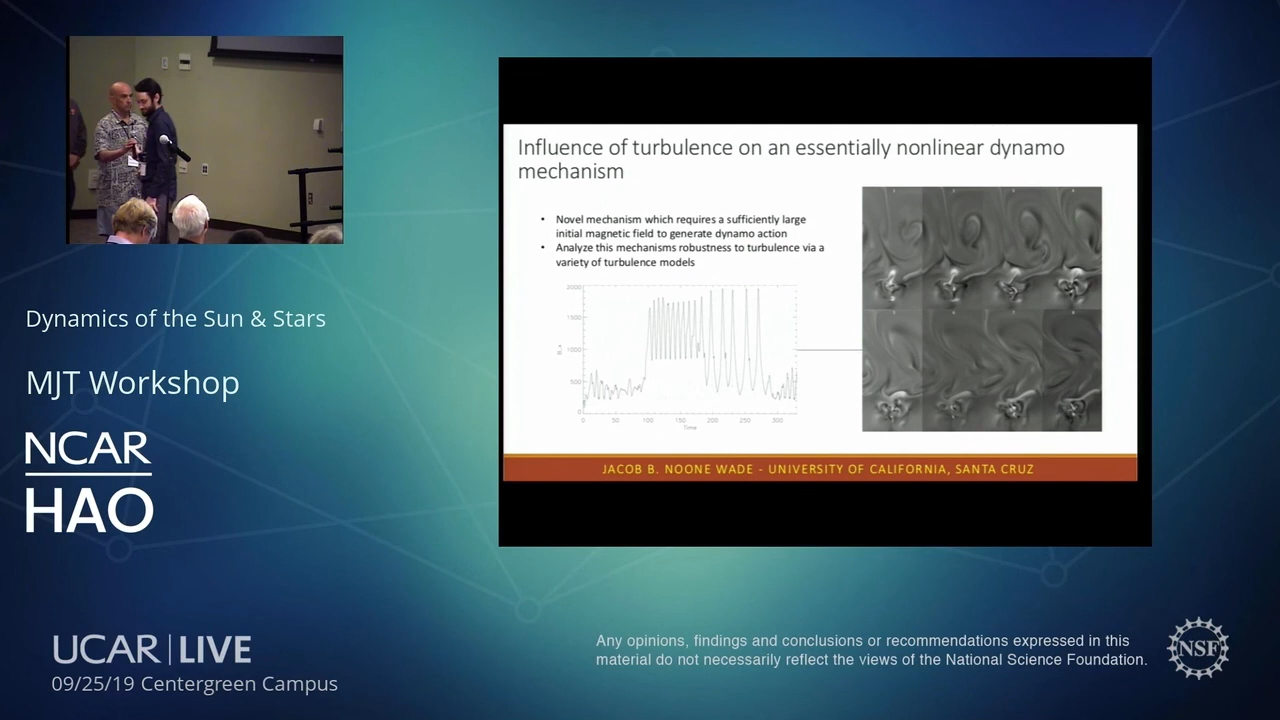 Dynamics of the Sun & Stars
MJT Workshop
NCAR
HAO
UCAR | LIVE
09/25/19 Centergreen Campus
Influence of turbulence on an essentially nonlinear dynamo
mechanism
• Novel mechanism which requires a sufficiently large
initial magnetic field to generate dynamo action
• Analyze this mechanisms robustness to turbulence via a
variety of turbulence models
2000
1500
1000
500
0
0 50 100 150 200 250 300
Time
JACOB B. NOONE WADE - UNIVERSITY OF CALIFORNIA, SANTA CRUZ
Any opinions, findings and conclusions or recommendations expressed in this
material do not necessarily reflect the views of the National Science Foundation.
NSF